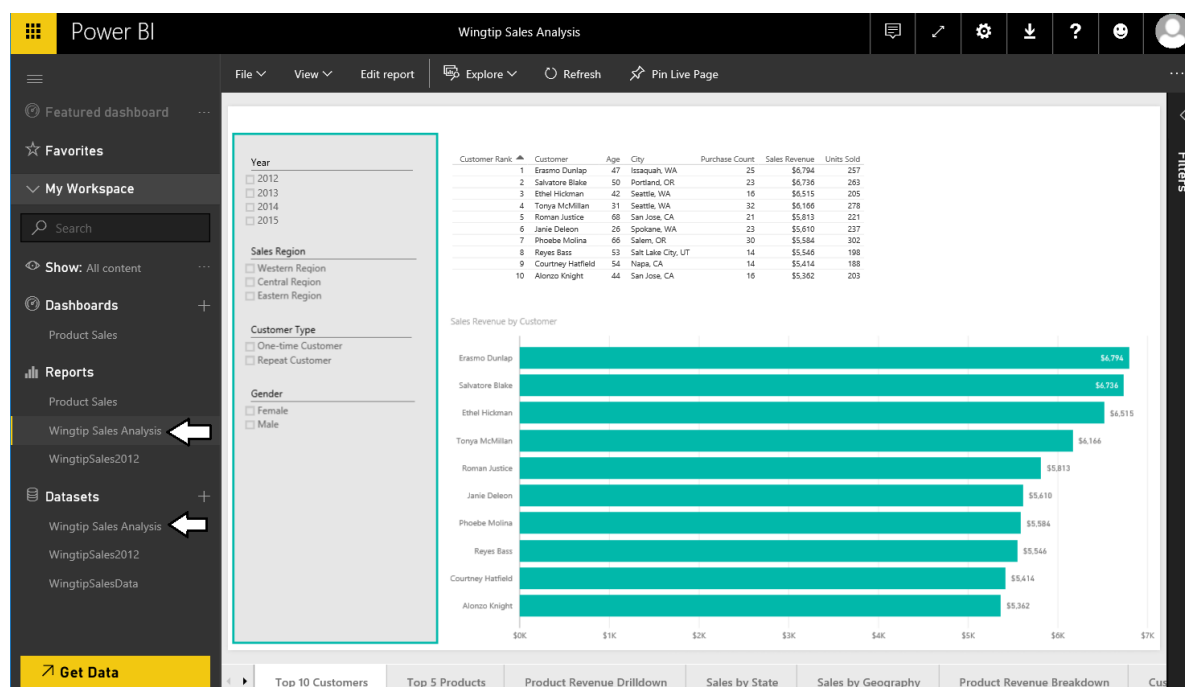 Power BI
Wingtip Sales Analysis
?
File View Edit report Explore Refresh Pin Live Page
Featured dashboard
Favorites
My Workspace
Search
Show: All content
Dashboards
Product Sales
Reports
Product Sales
Wingtip Sales Analysis
WingtipSales2012
Datasets
Wingtip Sales Analysis
WingtipSales2012
WingtipSalesData
Get Data
Year
2012
2013
2014
2015
Sales Region
Western Region
Central Region
Eastern Region
Customer Type
One-time Customer
Repeat Customer
Gender
Female
Male
Customer Rank Customer Age City Purchase Count Sales Revenue Units Sold
1 Erasmo Dunlap 47 Issaquah, WA 25 $6,794 257
2 Salvatore Blake 50 Portland, OR 23 $6,736 263
3 Ethel Hickman 42 Seattle, WA 16 $6,515 205
4 Tonya McMillan 31 Seattle, WA 32 $6,166 278
5 Roman Justice 68 San Jose, CA 21 $5,813 221
6 Janie Deleon 26 Spokane, WA 23 $5,610 237
7 Phoebe Molina 66 Salem, OR 30 $5,584 302
8 Reyes Bass 53 Salt Lake City, UT 14 $5,546 198
9 Courtney Hatfield 54 Napa, CA 14 $5,414 188
10 Alonzo Knight 44 San Jose, CA 16 $5,362 203
Sales Revenue by Customer
Erasmo Dunlap $6,794
Salvatore Blake $6,736
Ethel Hickman $6,515
Tonya McMillan $6,166
Roman Justice $5,813
Janie Deleon $5,610
Phoebe Molina $5,584
Reyes Bass $5,546
Courtney Hatfield $5,414
Alonzo Knight $5,362
$0K $1K $2K $3K $4K $5K $6K $7K
Filters
Top 10 Customers Top 5 Products Product Revenue Drilldown Sales by State Sales by Geography Product Revenue Breakdown Cus